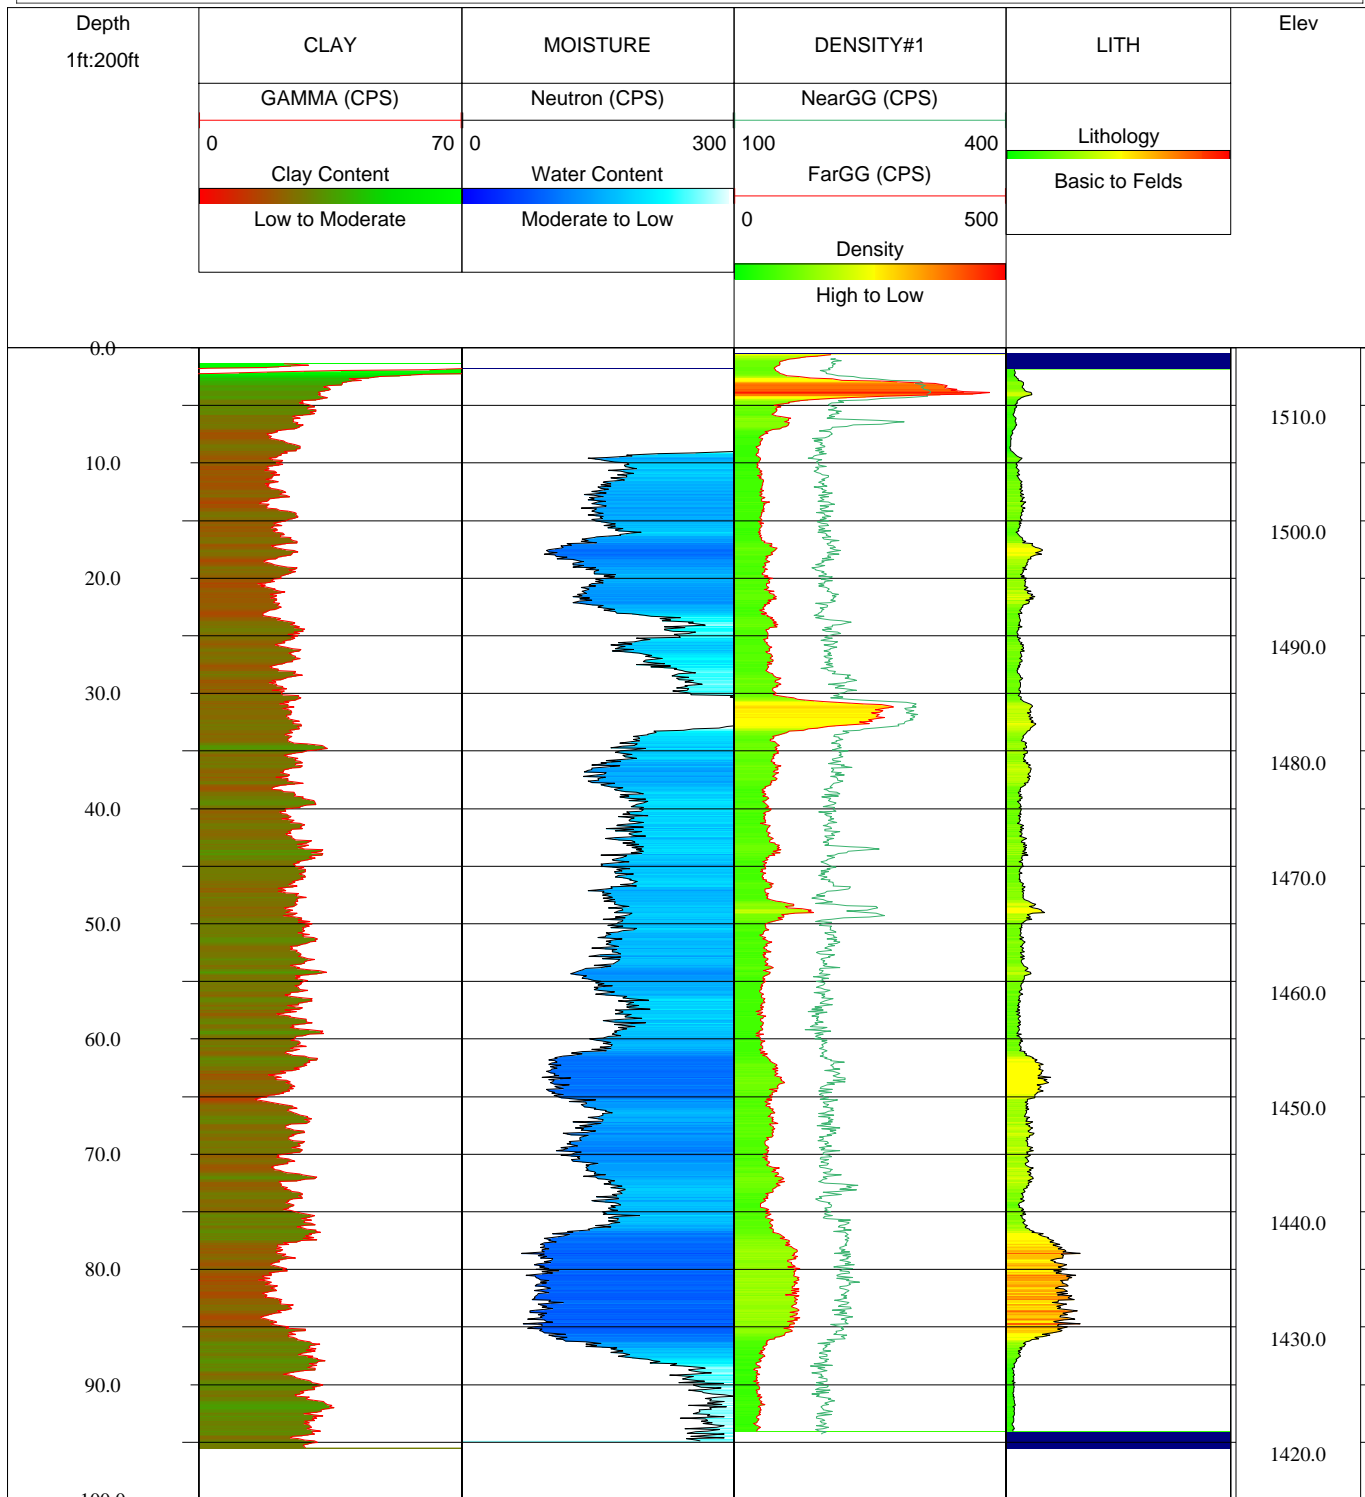 Depth
1ft:200ft
CLAY
MOISTURE
DENSITY#1
LITH
Elev
GAMMA (CPS)
0 70
Clay Content
Low to Moderate
Neutron (CPS)
0 300
Water Content
Moderate to Low
NearGG (CPS)
100 400
FarGG (CPS)
0 500
Density
High to Low
Lithology
Basic to Felds
0.0
10.0
20.0
30.0
40.0
50.0
60.0
70.0
80.0
90.0
100.0
1510.0
1500.0
1490.0
1480.0
1470.0
1460.0
1450.0
1440.0
1430.0
1420.0